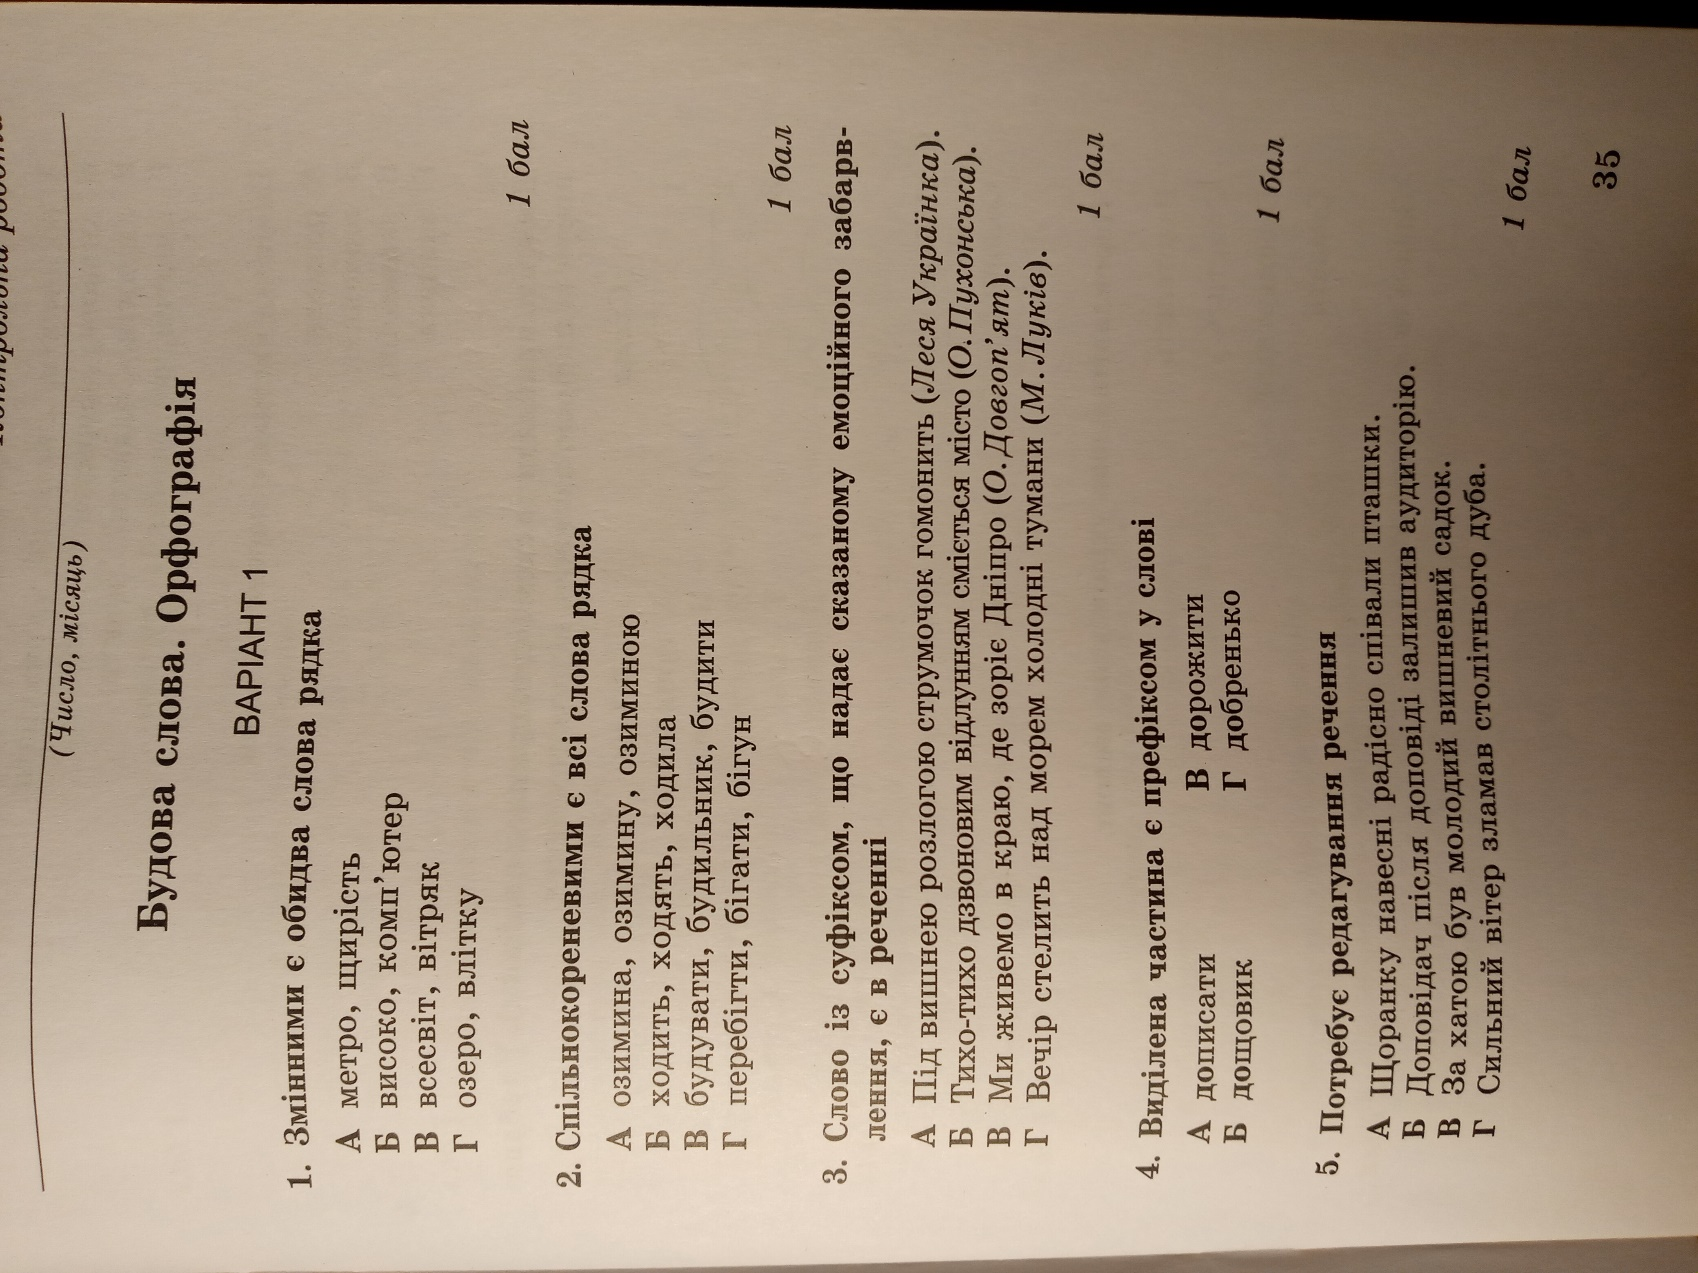 (Число, місяць)
Будова слова. Орфографія
ВАРІАНТ 1
1. Змінними є обидва слова рядка
А метро, щирість
Б високо, комп'ютер
В всесвіт, вітряк
Г озеро, влітку
1 бал
2. Спільнокореневими є всі слова рядка
А озимина, озимину, озиминою
Б ходить, ходять, ходила
В будувати, будильник, будити
Г перебігти, бігати, бігун
1 бал
3. Слово із суфіксом, що надає сказаному емоційного забарв-
лення, є в реченні
А Під вишнею розлогою струмочок гомонить (Леся Українка).
Б Тихо-тихо дзвоновим відлунням сміється місто (О. Пухонська).
В Ми живемо в краю, де зоріє Дніпро (О. Довгоп'ят).
Г Вечір стелить над морем холодні тумани (М. Луків).
1 бал
4. Виділена частина є префіксом у слові
А дописати В дорожити
Б дощовик Г добренько
1 бал
5. Потребує редагування речення
А Щоранку навесні радісно співали пташки.
Б Доповідач після доповіді залишив аудиторію.
В За хатою був молодий вишневий садок.
Г Сильний вітер зламав столітнього дуба.
1 бал
35